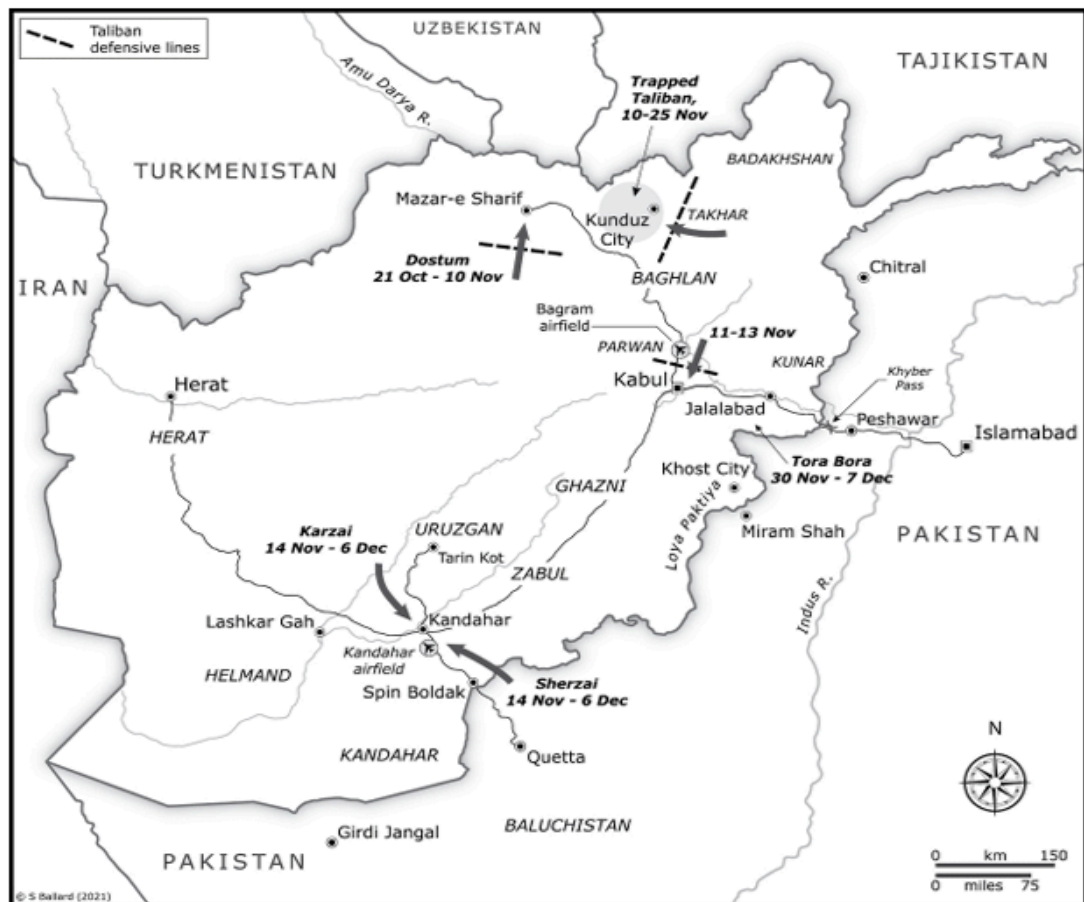 Taliban
defensive lines
UZBEKISTAN
TAJIKISTAN
Amu Darya R.
Trapped
Taliban,
10-25 Nov
TURKMENISTAN
BADAKHSHAN
Mazar-e Sharif
Kunduz
City
TAKHAR
Dostum
21 Oct - 10 Nov
IRAN
BAGHLAN
Chitral
Bagram
airfield
11-13 Nov
PARWAN
KUNAR
Khyber
Pass
Herat
Kabul
Jalalabad
Peshawar
Islamabad
HERAT
Tora Bora
30 Nov - 7 Dec
Khost City
GHAZNI
Loya Paktiya
Miram Shah
PAKISTAN
Karzai
14 Nov - 6 Dec
URUZGAN
Tarin Kot
ZABUL
Indus R.
Lashkar Gah
Kandahar
Kandahar
airfield
HELMAND
Sherzai
14 Nov - 6 Dec
Spin Boldak
KANDAHAR
Quetta
N
BALUCHISTAN
Girdi Jangal
PAKISTAN
0 km 150
0 miles 75
© S Ballard (2021)